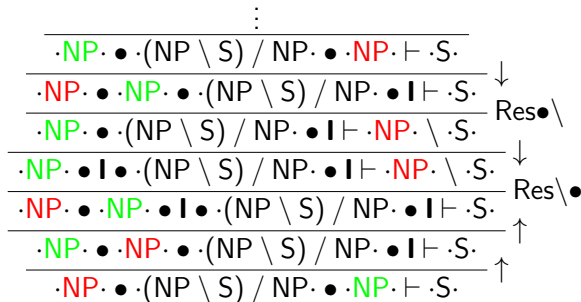 ⋮
·NP· • ·(NP \ S) / NP· • ·NP· ⊢ ·S·
↓
·NP· • ·NP· • ·(NP \ S) / NP· • I ⊢ ·S·
Res•\
·NP· • ·(NP \ S) / NP· • I ⊢ ·NP· \ ·S·
↓
·NP· • I • ·(NP \ S) / NP· • I ⊢ ·NP· \ ·S·
Res\•
·NP· • ·NP· • I • ·(NP \ S) / NP· • I ⊢ ·S·
↑
·NP· • ·NP· • ·(NP \ S) / NP· • I ⊢ ·S·
↑
·NP· • ·(NP \ S) / NP· • ·NP· ⊢ ·S·